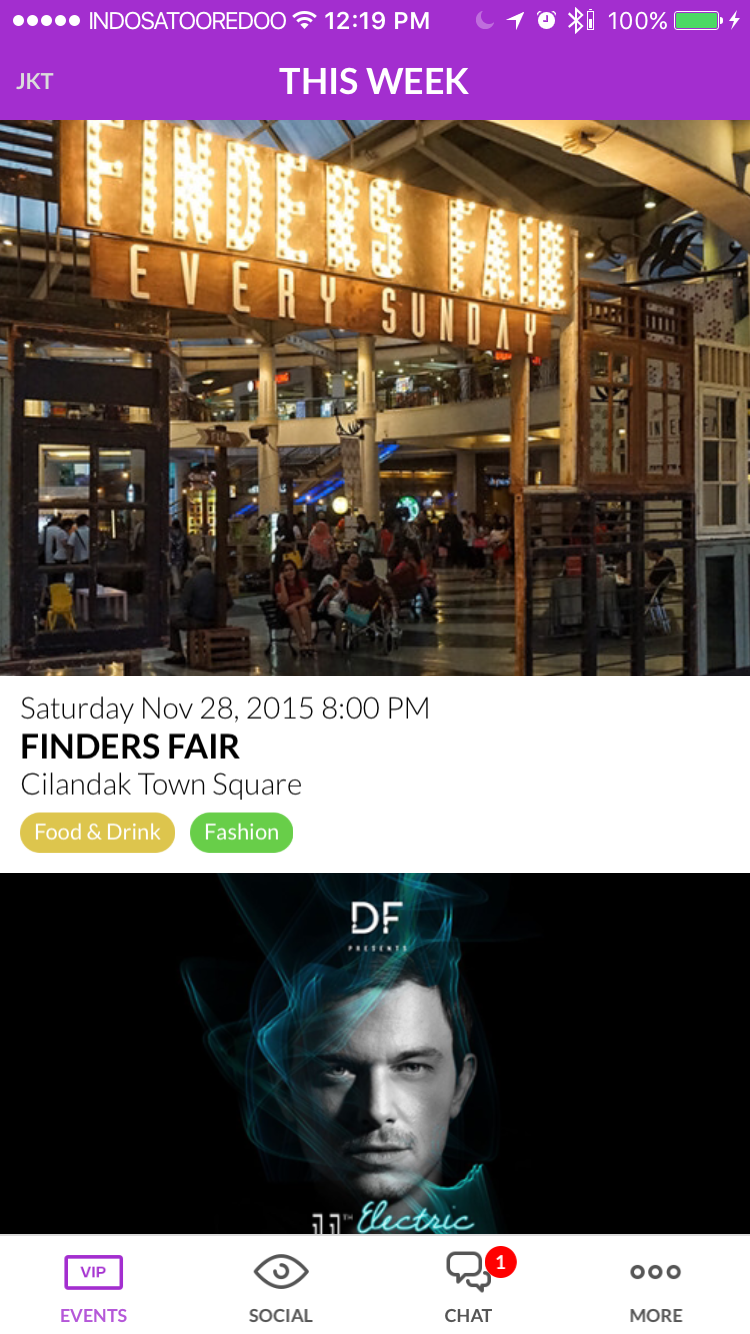 INDOSATOOREDOO 12:19 PM 100%
JKT THIS WEEK
FINDERS FAIR
EVERY SUNDAY
Saturday Nov 28, 2015 8:00 PM
FINDERS FAIR
Cilandak Town Square
Food & Drink Fashion
DF
PRESENTS
11TH Electric
VIP 1
EVENTS SOCIAL CHAT MORE